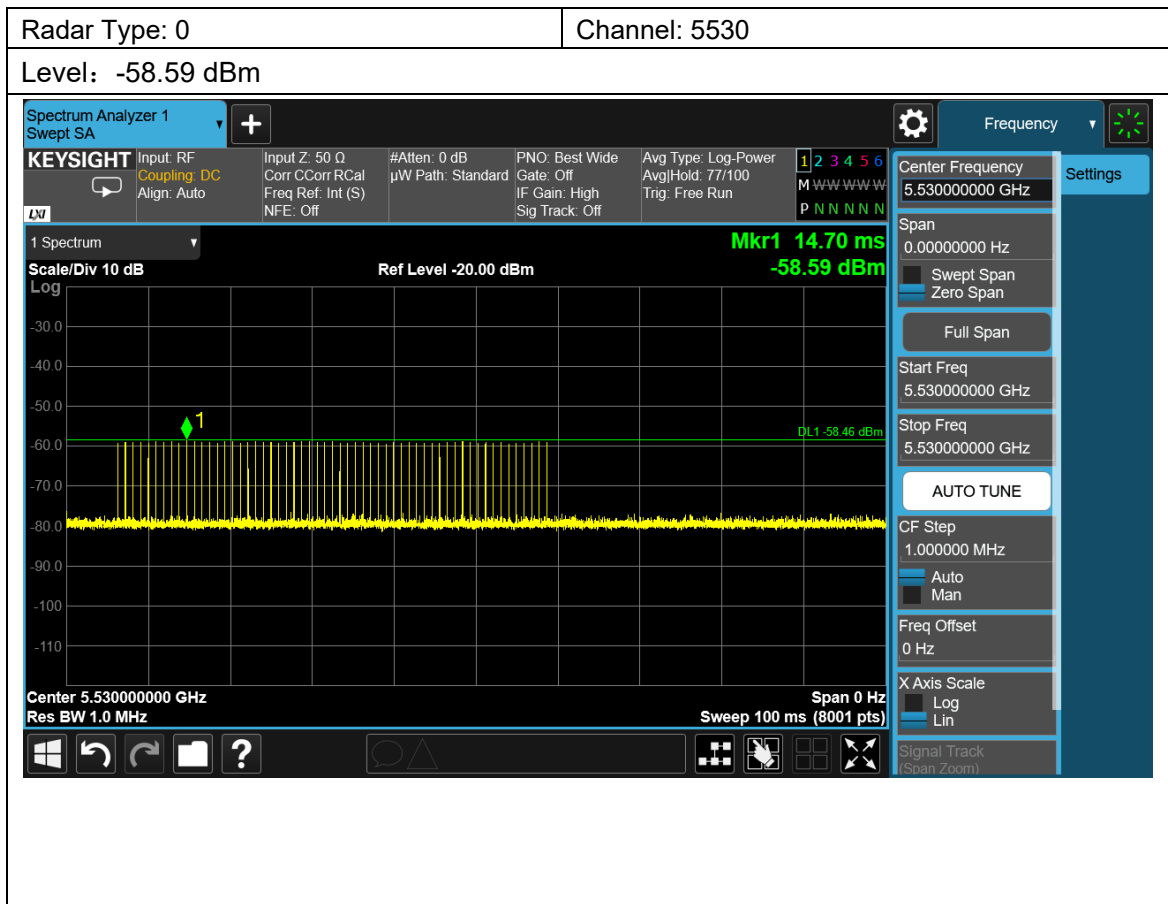 Radar Type: 0
Channel: 5530
Level：-58.59 dBm
Spectrum Analyzer 1
Swept SA
Frequency
KEYSIGHT
LXI
Input: RF
Coupling: DC
Align: Auto
Input Z: 50 Ω
Corr CCorr RCal
Freq Ref: Int (S)
NFE: Off
#Atten: 0 dB
µW Path: Standard
PNO: Best Wide
Gate: Off
IF Gain: High
Sig Track: Off
Avg Type: Log-Power
Avg|Hold: 77/100
Trig: Free Run
1 2 3 4 5 6
M W W W W W
P N N N N N
1 Spectrum
Scale/Div 10 dB
Log
Ref Level -20.00 dBm
Mkr1 14.70 ms
-58.59 dBm
-30.0
-40.0
-50.0
1
DL1 -58.46 dBm
-60.0
-70.0
-80.0
-90.0
-100
-110
Center 5.530000000 GHz
Span 0 Hz
Res BW 1.0 MHz
Sweep 100 ms (8001 pts)
Center Frequency
5.530000000 GHz
Settings
Span
0.00000000 Hz
Swept Span
Zero Span
Full Span
Start Freq
5.530000000 GHz
Stop Freq
5.530000000 GHz
AUTO TUNE
CF Step
1.000000 MHz
Auto
Man
Freq Offset
0 Hz
X Axis Scale
Log
Lin
Signal Track
(Span Zoom)